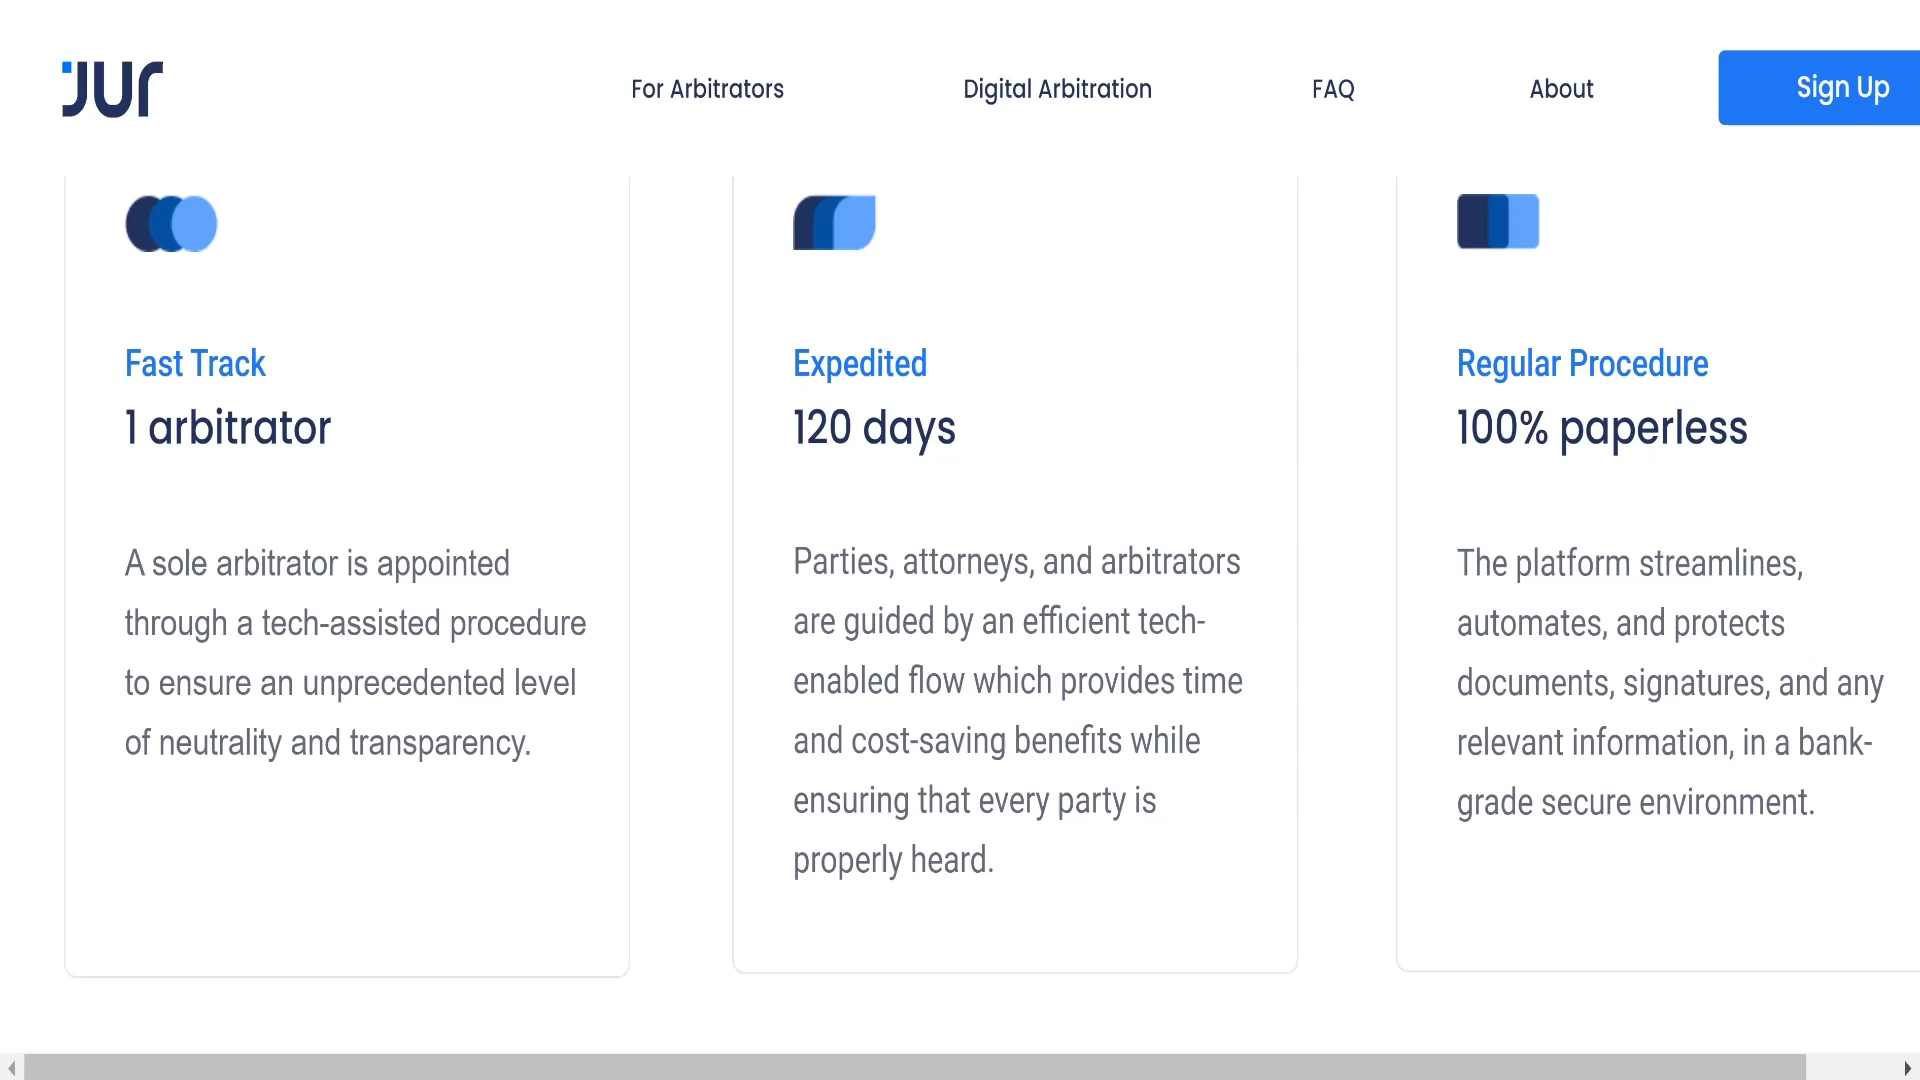 Jur
For Arbitrators
Digital Arbitration
FAQ
About
Sign Up
Fast Track
1 arbitrator
A sole arbitrator is appointed
through a tech-assisted procedure
to ensure an unprecedented level
of neutrality and transparency.
Expedited
120 days
Parties, attorneys, and arbitrators
are guided by an efficient tech-
enabled flow which provides time
and cost-saving benefits while
ensuring that every party is
properly heard.
Regular Procedure
100% paperless
The platform streamlines,
automates, and protects
documents, signatures, and any
relevant information, in a bank-
grade secure environment.